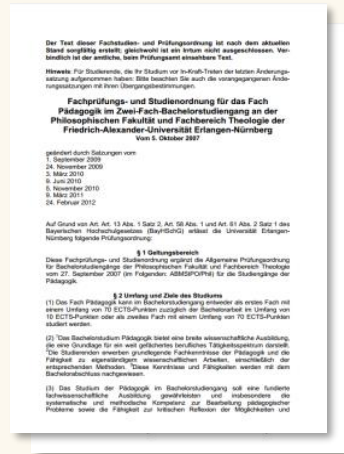 Der Text dieser Fachstudien- und Prüfungsordnung ist nach dem aktuellen
Stand sorgfältig erstellt; gleichwohl ist ein Irrtum nicht ausgeschlossen. Ver-
bindlich ist der amtliche, beim Prüfungsamt einsehbare Text.
Hinweis: Für Studierende, die Ihr Studium vor In-Kraft-Treten der letzten Änderungs-
satzung aufgenommen haben: Bitte beachten Sie auch die vorangegangenen Ände-
rungssatzungen mit ihren Übergangsbestimmungen.
Fachprüfungs- und Studienordnung für das Fach
Pädagogik im Zwei-Fach-Bachelorstudiengang an der
Philosophischen Fakultät und Fachbereich Theologie der
Friedrich-Alexander-Universität Erlangen-Nürnberg
Vom 5. Oktober 2007
geändert durch Satzungen vom
1. September 2009
24. November 2009
3. März 2010
9. Juni 2010
5. November 2010
9. März 2011
24. Februar 2012
Auf Grund von Art. Art. 13 Abs. 1 Satz 2, Art. 58 Abs. 1 und Art. 61 Abs. 2 Satz 1 des
Bayerischen Hochschulgesetzes (BayHSchG) erlässt die Universität Erlangen-
Nürnberg folgende Prüfungsordnung:
§ 1 Geltungsbereich
Diese Fachprüfungs- und Studienordnung ergänzt die Allgemeine Prüfungsordnung
für Bachelorstudiengänge der Philosophischen Fakultät und Fachbereich Theologie
vom 27. September 2007 (im Folgenden: ABMStPO/Phil) für die Studiengänge der
Pädagogik.
§ 2 Umfang und Ziele des Studiums
(1) Das Fach Pädagogik kann im Bachelorstudiengang entweder als erstes Fach mit
einem Umfang von 70 ECTS-Punkten zuzüglich der Bachelorarbeit im Umfang von
10 ECTS-Punkten oder als zweites Fach mit einem Umfang von 70 ECTS-Punkten
studiert werden.
(2) ¹Das Bachelorstudium Pädagogik bietet eine breite wissenschaftliche Ausbildung,
die eine Grundlage für ein weit gefächertes berufliches Tätigkeitsspektrum darstellt.
²Die Studierenden erwerben grundlegende Fachkenntnisse der Pädagogik und die
Fähigkeit zu eigenständigem wissenschaftlichen Arbeiten, einschließlich der
entsprechenden Methoden. ³Diese Kenntnisse und Fähigkeiten werden mit dem
Bachelorabschluss nachgewiesen.
(3) Das Studium der Pädagogik im Bachelorstudiengang soll eine fundierte
fachwissenschaftliche Ausbildung gewährleisten und insbesondere die
systematische und methodische Kompetenz zur Bearbeitung pädagogischer
Probleme sowie die Fähigkeit zur kritischen Reflexion der Möglichkeiten und